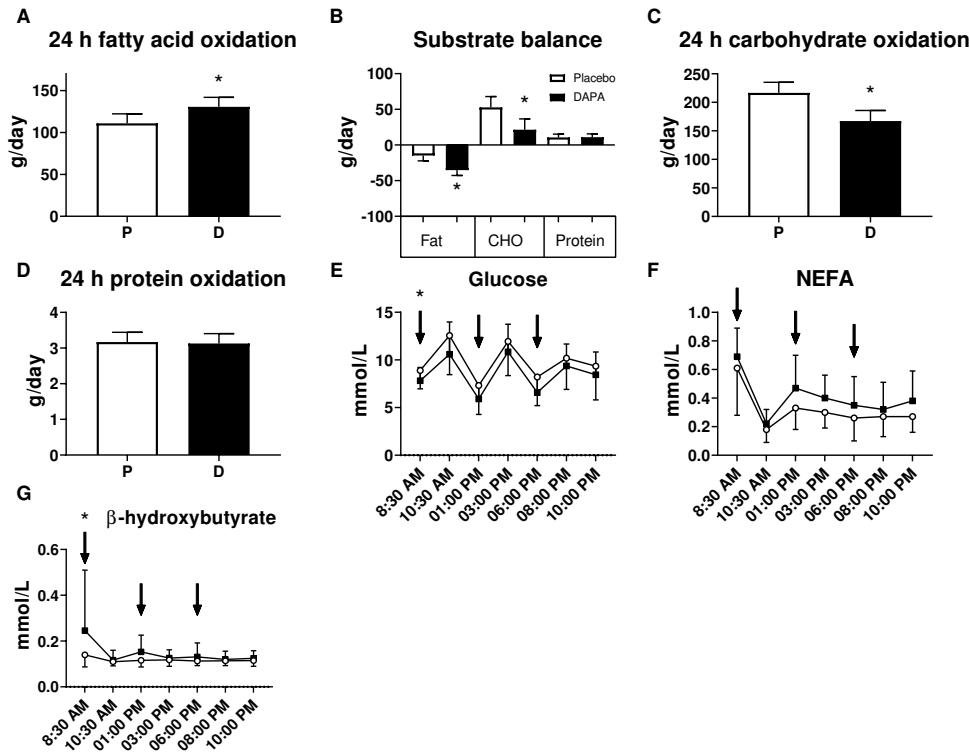 A
24 h fatty acid oxidation
g/day
150
100
50
0
P
D
*
B
Substrate balance
g/day
100
50
0
-50
-100
Placebo
DAPA
*
*
Fat
CHO
Protein
C
24 h carbohydrate oxidation
g/day
250
200
150
100
50
0
*
P
D
D
24 h protein oxidation
g/day
4
3
2
1
0
P
D
E
Glucose
mmol/L
15
10
5
0
*
8:30 AM
10:30 AM
01:00 PM
03:00 PM
06:00 PM
08:00 PM
10:00 PM
F
NEFA
mmol/L
1.0
0.8
0.6
0.4
0.2
0.0
8:30 AM
10:30 AM
01:00 PM
03:00 PM
06:00 PM
08:00 PM
10:00 PM
G
* β-hydroxybutyrate
mmol/L
0.6
0.4
0.2
0.0
8:30 AM
10:30 AM
01:00 PM
03:00 PM
06:00 PM
08:00 PM
10:00 PM